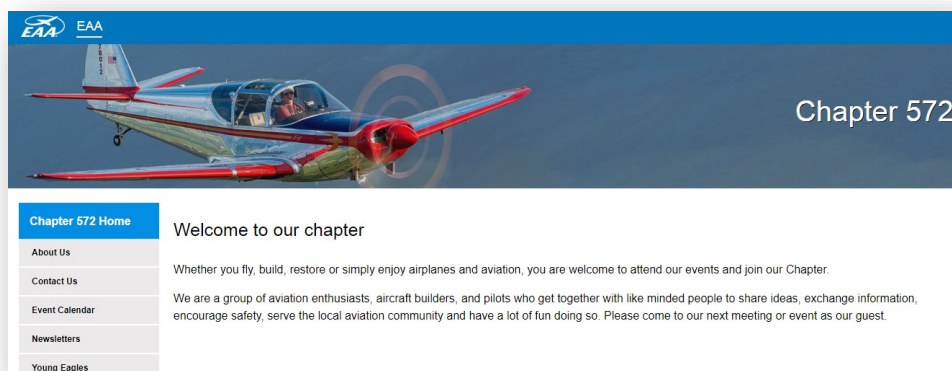 EAA
EAA
Chapter 572
Chapter 572 Home
About Us
Contact Us
Event Calendar
Newsletters
Young Eagles
Welcome to our chapter
Whether you fly, build, restore or simply enjoy airplanes and aviation, you are welcome to attend our events and join our Chapter.
We are a group of aviation enthusiasts, aircraft builders, and pilots who get together with like minded people to share ideas, exchange information,
encourage safety, serve the local aviation community and have a lot of fun doing so. Please come to our next meeting or event as our guest.